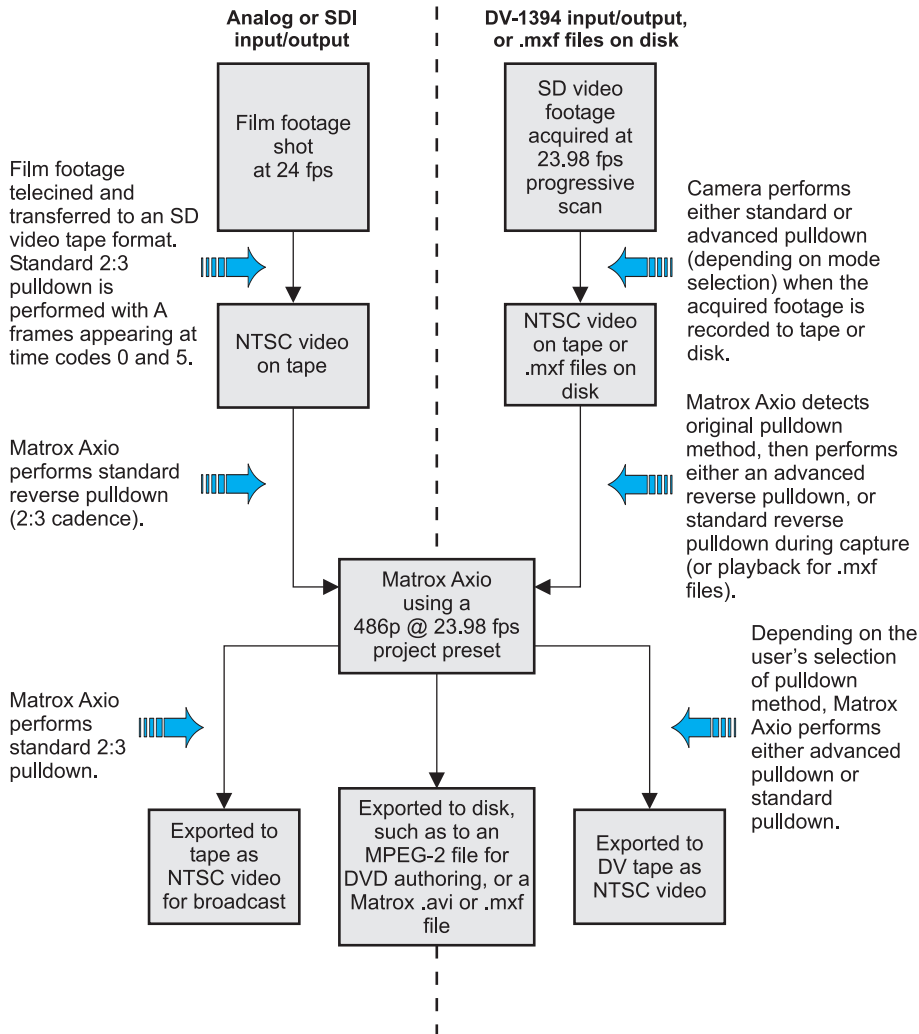 Analog or SDI
input/output
DV-1394 input/output,
or .mxf files on disk
Film footage
shot
at 24 fps
SD video
footage
acquired at
23.98 fps
progressive
scan
Film footage
telecined and
transferred to an SD
video tape format.
Standard 2:3
pulldown is
performed with A
frames appearing at
time codes 0 and 5.
Camera performs
either standard or
advanced pulldown
(depending on mode
selection) when the
acquired footage is
recorded to tape or
disk.
NTSC video
on tape
NTSC video
on tape or
.mxf files on
disk
Matrox Axio
performs standard
reverse pulldown
(2:3 cadence).
Matrox Axio detects
original pulldown
method, then performs
either an advanced
reverse pulldown, or
standard reverse
pulldown during capture
(or playback for .mxf
files).
Matrox Axio
using a
486p @ 23.98 fps
project preset
Matrox Axio
performs
standard 2:3
pulldown.
Depending on the
user's selection
of pulldown
method, Matrox
Axio performs
either advanced
pulldown or
standard
pulldown.
Exported to
tape as
NTSC video
for broadcast
Exported to disk,
such as to an
MPEG-2 file for
DVD authoring, or a
Matrox .avi or .mxf
file
Exported to
DV tape as
NTSC video